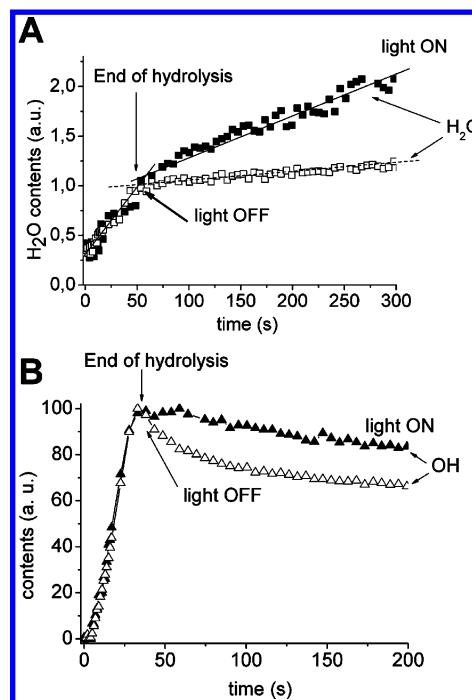 A
light ON
End of hydrolysis
H2O
light OFF
H2O contents (a.u.)
2.0
1.5
1.0
0.5
0,0
0 50 100 150 200 250 300
time (s)
End of hydrolysis
B
light ON
OH
light OFF
contents (a. u.)
100
80
60
40
20
0
0 50 100 150 200
time (s)